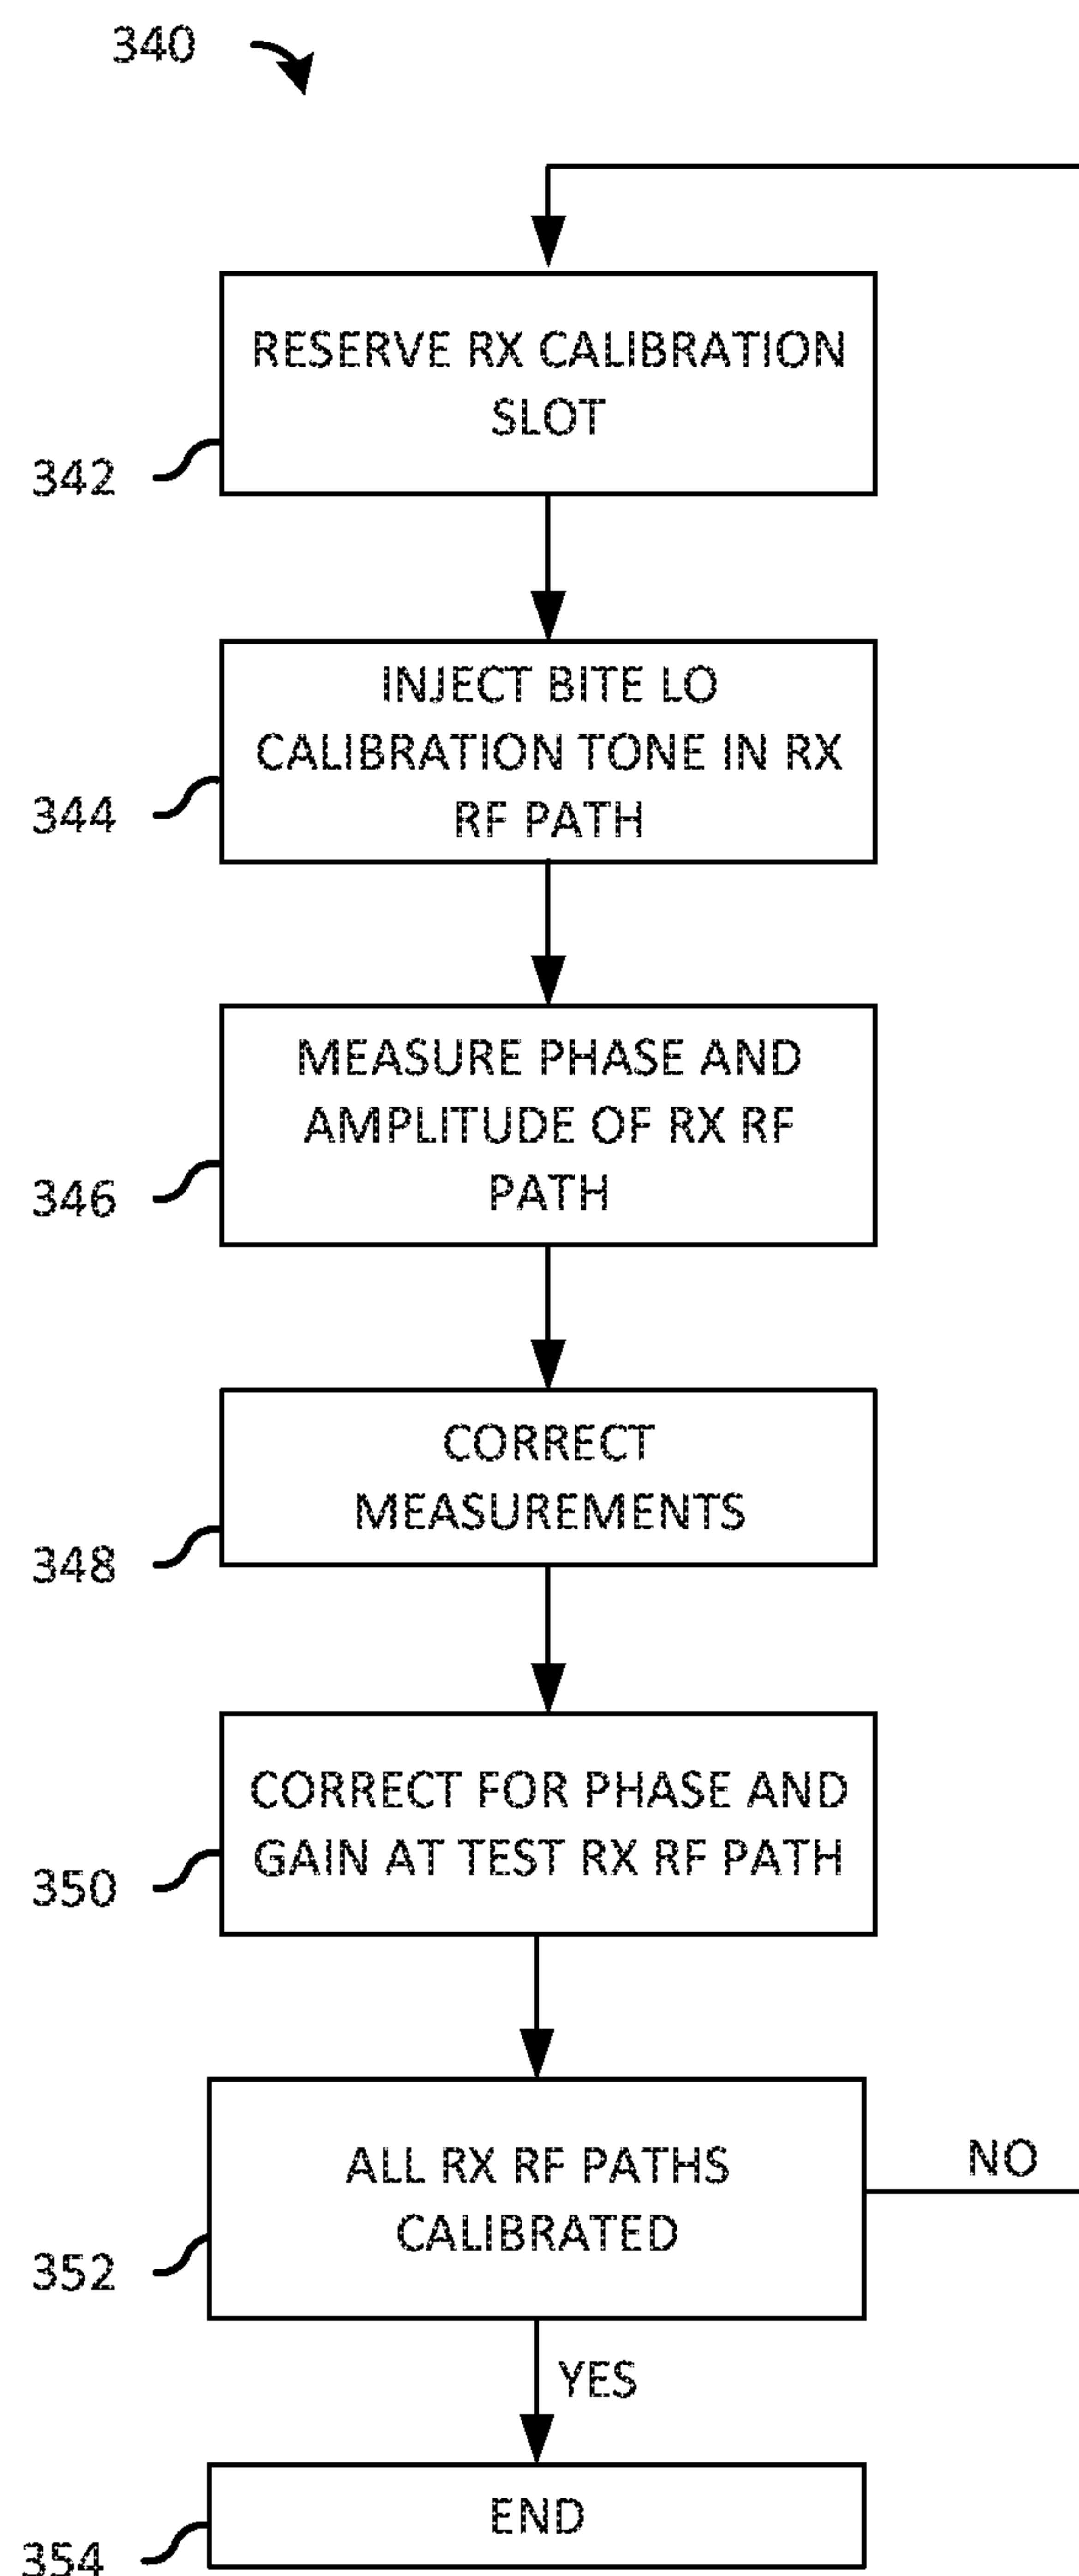 340
RESERVE RX CALIBRATION
SLOT
342
INJECT BITE LO
CALIBRATION TONE IN RX
RF PATH
344
MEASURE PHASE AND
AMPLITUDE OF RX RF
PATH
346
CORRECT
MEASUREMENTS
348
CORRECT FOR PHASE AND
GAIN AT TEST RX RF PATH
350
ALL RX RF PATHS
CALIBRATED
NO
352
YES
END
354